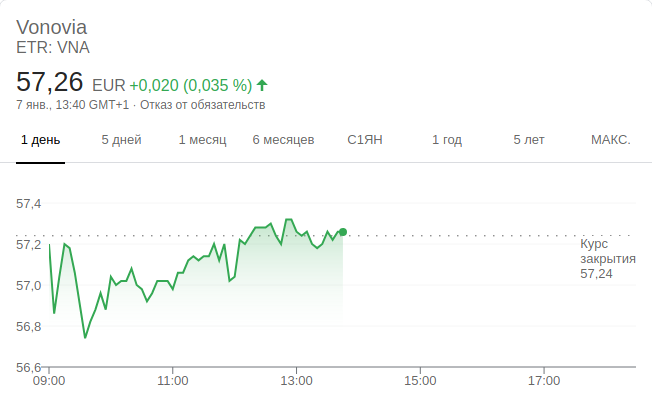 Vonovia
ETR: VNA
57,26 EUR +0,020 (0,035 %)
7 янв., 13:40 GMT+1 · Отказ от обязательств
1 день 5 дней 1 месяц 6 месяцев С1ЯН 1 год 5 лет МАКС.
57,4
57,2
Курс
закрытия
57,24
57,0
56,8
56,6
09:00 11:00 13:00 15:00 17:00